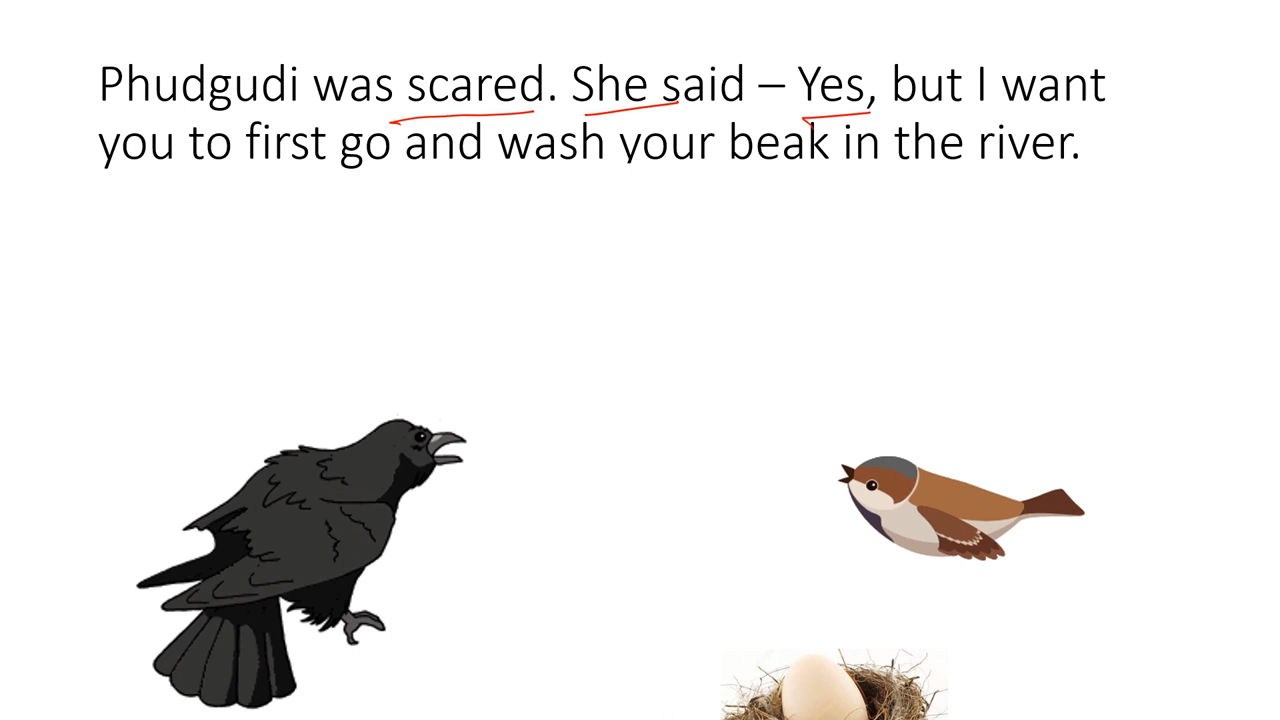 Phudgudi was scared. She said – Yes, but I want
you to first go and wash your beak in the river.